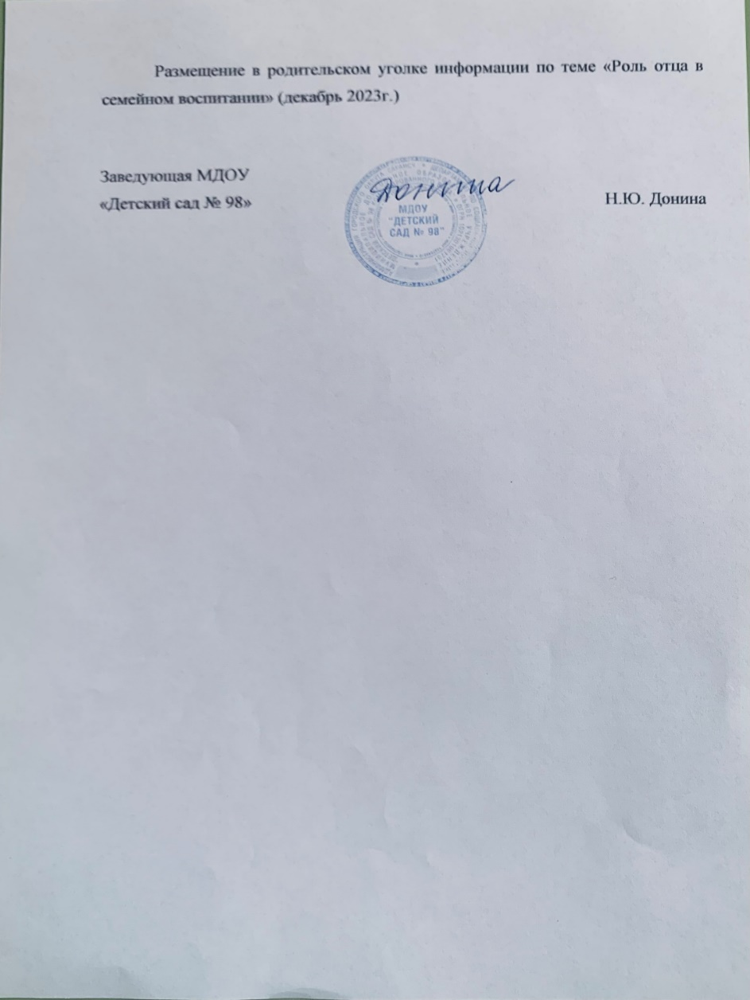 Размещение в родительском уголке информации по теме «Роль отца в
семейном воспитании» (декабрь 2023г.)
Заведующая МДОУ
«Детский сад № 98»
Донина
МДОУ
"ДЕТСКИЙ
САД № 98"
Н.Ю. Донина